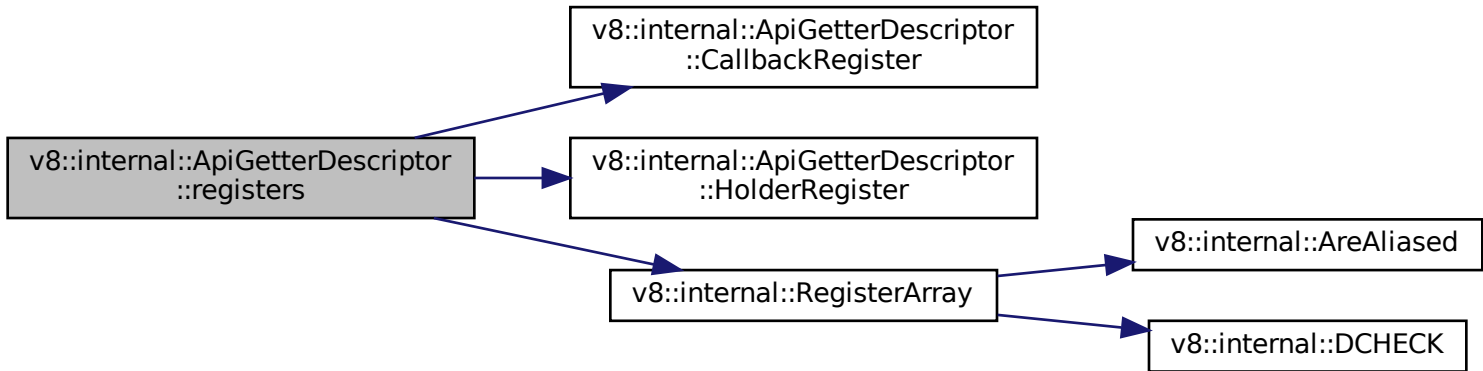 v8::internal::ApiGetterDescriptor
::registers
v8::internal::ApiGetterDescriptor
::CallbackRegister
v8::internal::ApiGetterDescriptor
::HolderRegister
v8::internal::RegisterArray
v8::internal::AreAliased
v8::internal::DCHECK